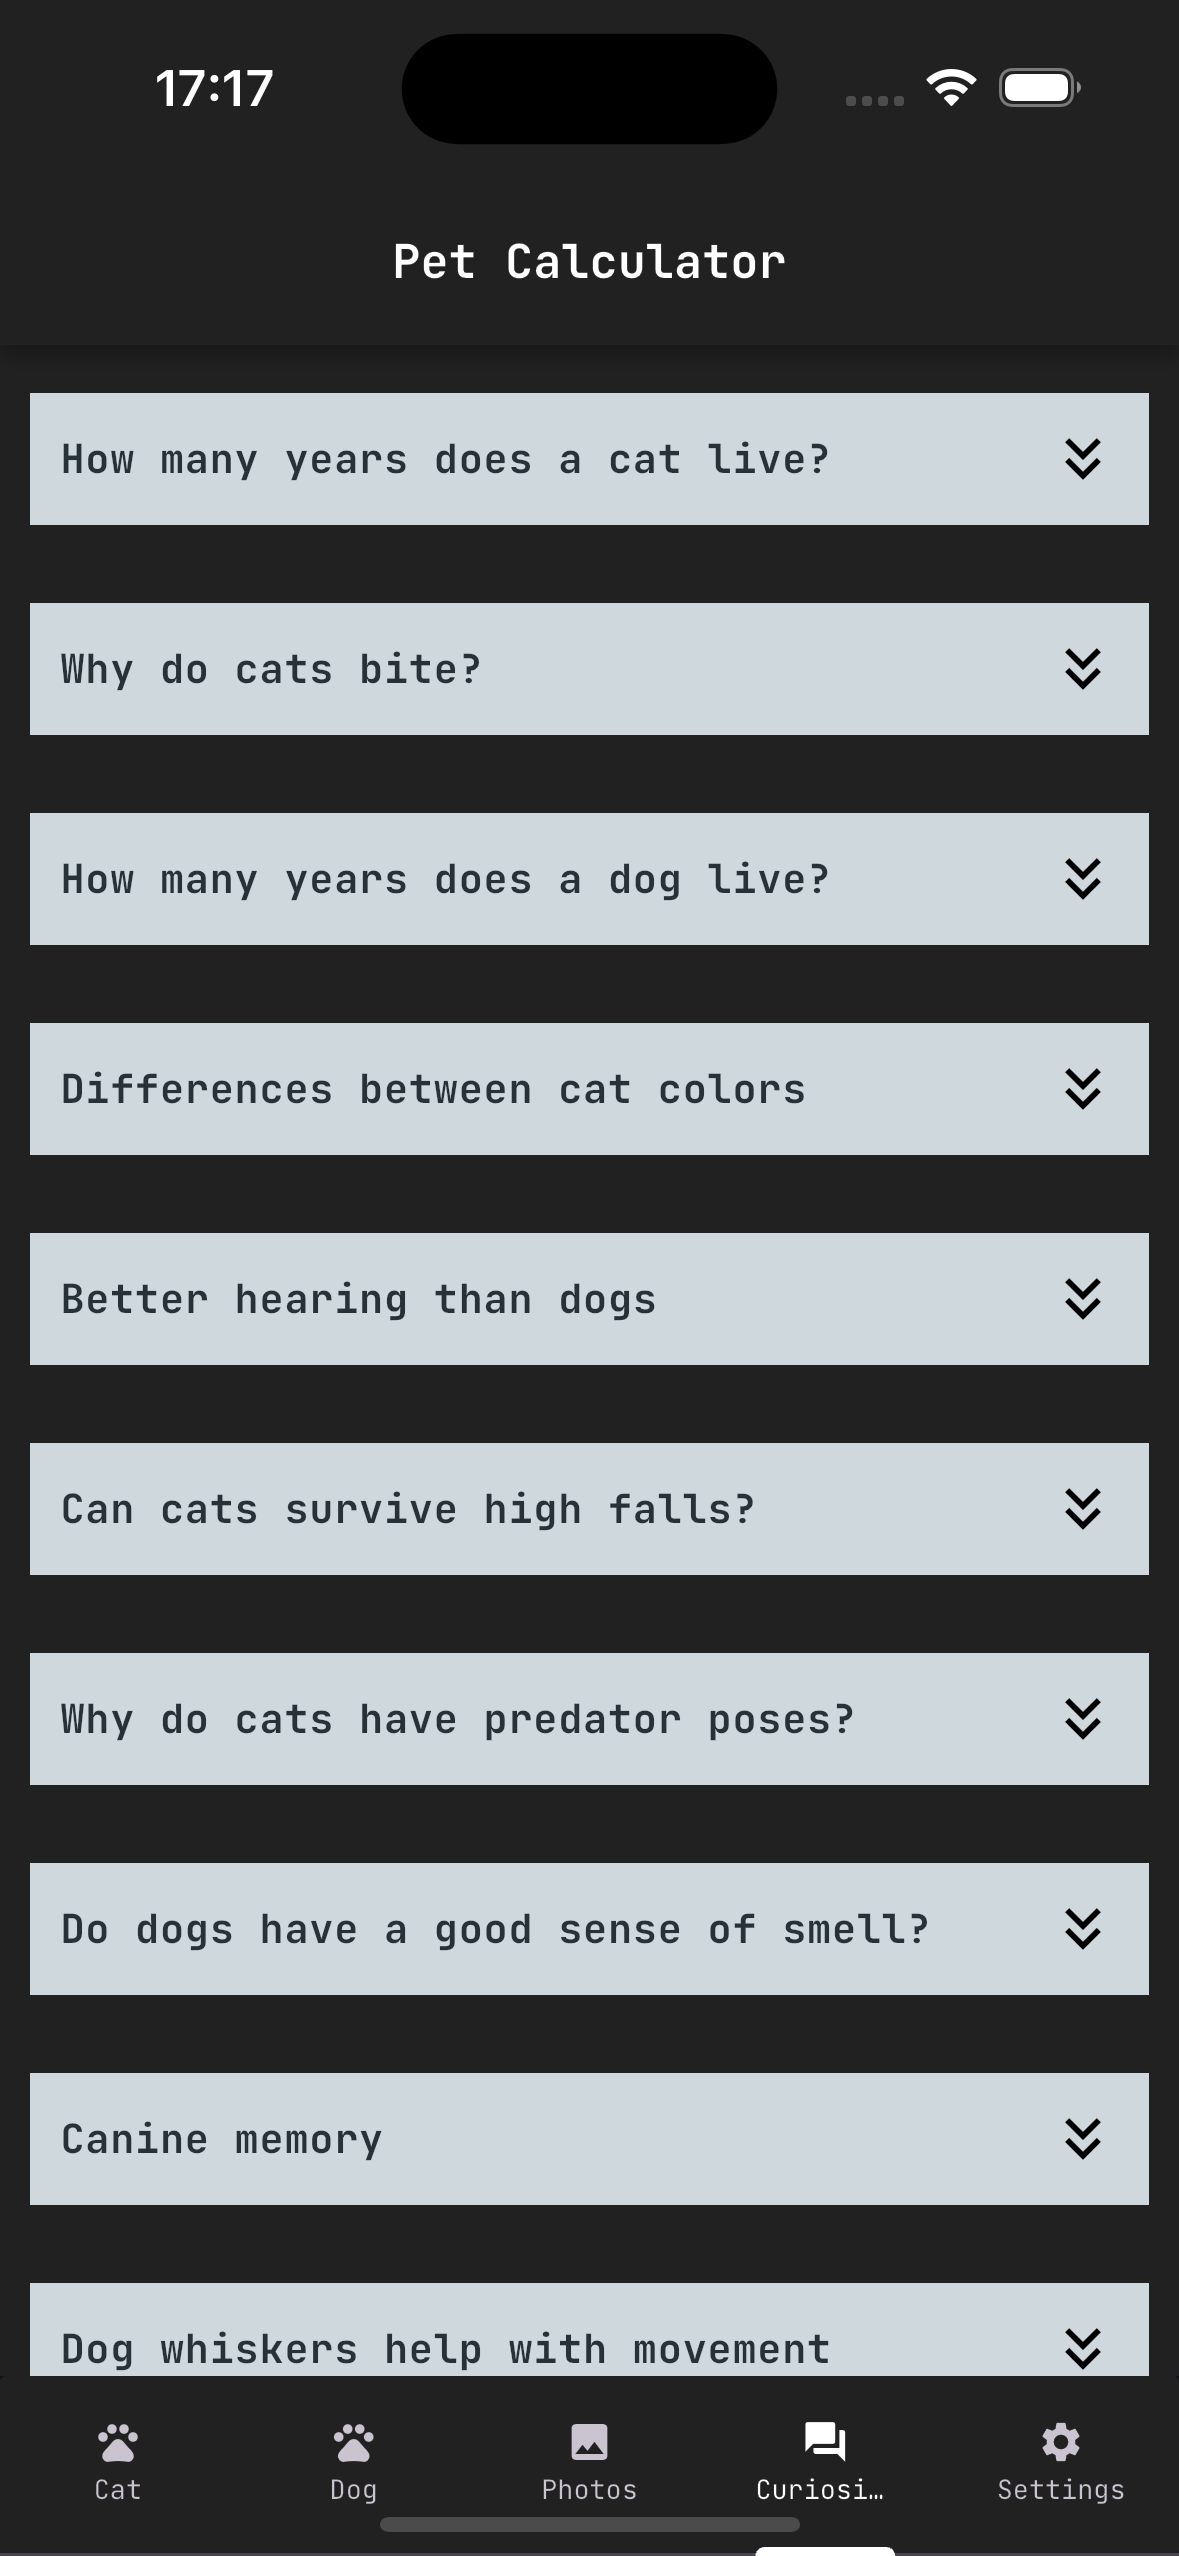 17:17
Pet Calculator
How many years does a cat live?
Why do cats bite?
How many years does a dog live?
Differences between cat colors
Better hearing than dogs
Can cats survive high falls?
Why do cats have predator poses?
Do dogs have a good sense of smell?
Canine memory
Dog whiskers help with movement
Cat Dog Photos Curiosi… Settings